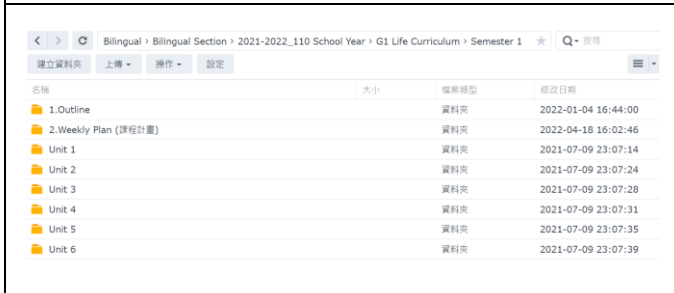 Bilingual › Bilingual Section › 2021-2022_110 School Year › G1 Life Curriculum › Semester 1 搜尋
建立資料夾 上傳 操作 設定
名稱 大小 檔案類型 修改日期
1.Outline 資料夾 2022-01-04 16:44:00
2.Weekly Plan (課程計畫) 資料夾 2022-04-18 16:02:46
Unit 1 資料夾 2021-07-09 23:07:14
Unit 2 資料夾 2021-07-09 23:07:24
Unit 3 資料夾 2021-07-09 23:07:28
Unit 4 資料夾 2021-07-09 23:07:31
Unit 5 資料夾 2021-07-09 23:07:35
Unit 6 資料夾 2021-07-09 23:07:39